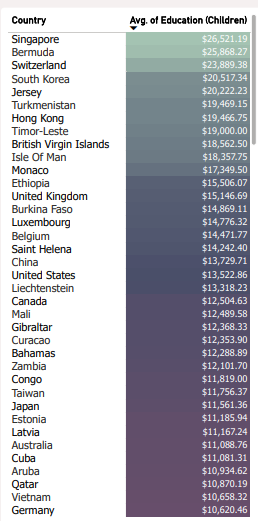 Country Avg. of Education (Children)
Singapore $26,521.19
Bermuda $25,868.27
Switzerland $23,889.38
South Korea $20,517.34
Jersey $20,222.23
Turkmenistan $19,469.15
Hong Kong $19,466.75
Timor-Leste $19,000.00
British Virgin Islands $18,562.50
Isle Of Man $18,357.75
Monaco $17,349.50
Ethiopia $15,506.07
United Kingdom $15,146.69
Burkina Faso $14,869.11
Luxembourg $14,776.32
Belgium $14,471.77
Saint Helena $14,242.40
China $13,729.71
United States $13,522.86
Liechtenstein $13,318.23
Canada $12,504.63
Mali $12,489.58
Gibraltar $12,368.33
Curacao $12,353.90
Bahamas $12,288.89
Zambia $12,101.70
Congo $11,819.00
Taiwan $11,756.37
Japan $11,561.36
Estonia $11,185.94
Latvia $11,167.24
Australia $11,088.76
Cuba $11,081.31
Aruba $10,934.62
Qatar $10,870.19
Vietnam $10,658.32
Germany $10,620.46